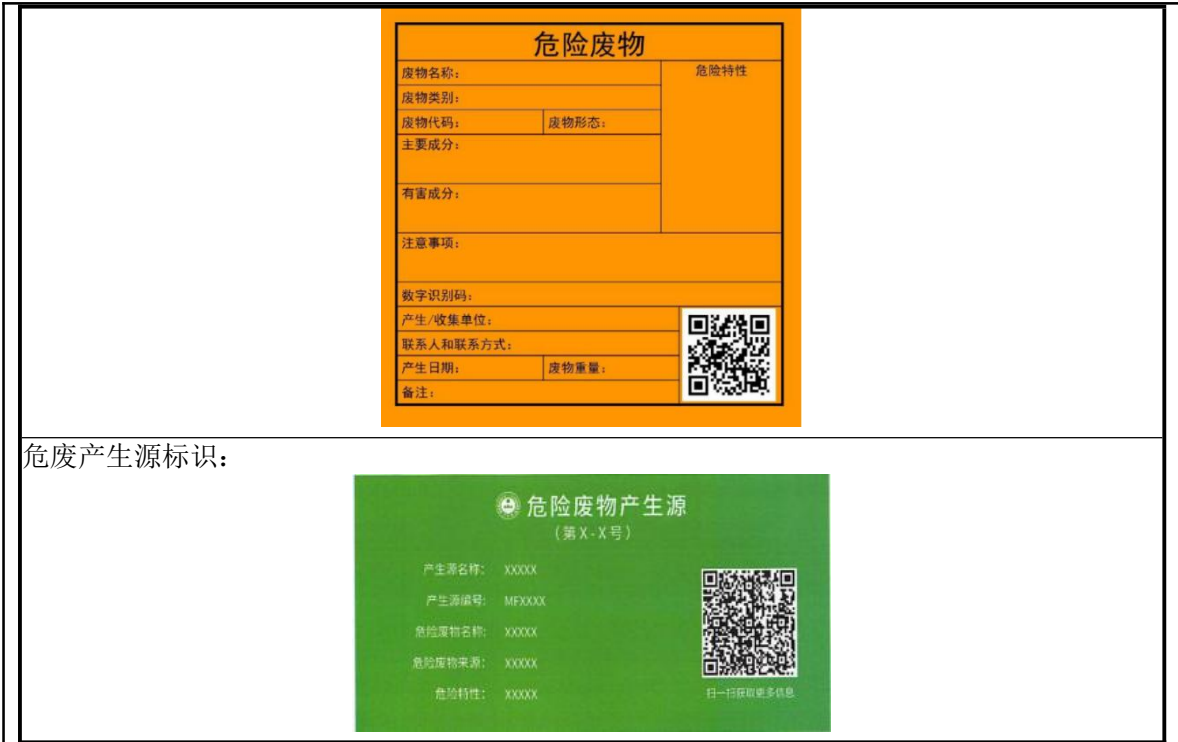 危险废物
废物名称：
危险特性
废物类别：
废物代码： 废物形态：
主要成分：
有害成分：
注意事项：
数字识别码：
产生/收集单位：
联系人和联系方式：
产生日期： 废物重量：
备注：
危废产生源标识：
危险废物产生源
（第X-X号）
产生源名称： XXXXX
产生源编号： MFXXXX
危险废物名称： XXXXX
危险废物来源： XXXXX
危险特性： XXXXX
扫一扫获取更多信息